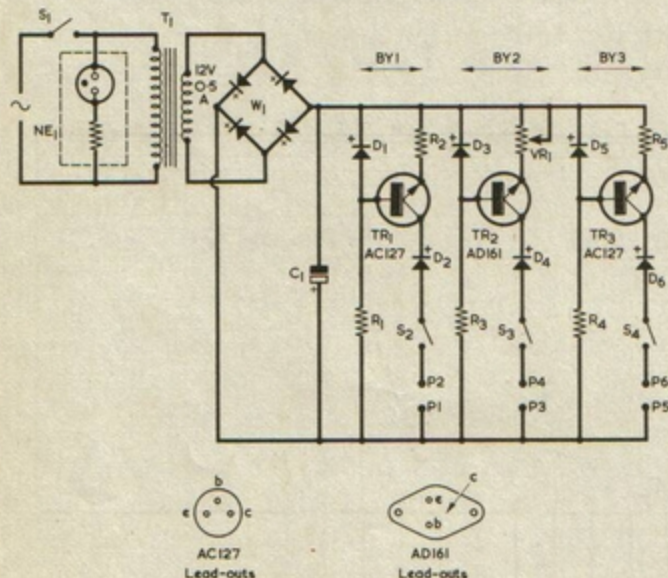 S1
T1
BY1
BY2
BY3
NE1
12V
0·5
A
W1
D1
R2
D3
VR1
D5
R5
TR1
AC127
TR2
AD161
TR3
AC127
C1
+
D2
D4
D6
R1
S2
R3
S3
R4
S4
P2
P4
P6
P1
P3
P5
b
e
c
AC127
Lead-outs
c
e
b
AD161
Lead-outs